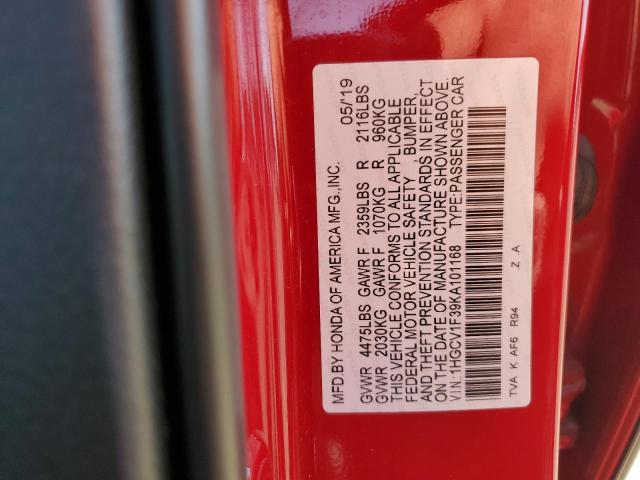 MFD.BY HONDA OF AMERICA MFG.,INC. 05/'19
GVWR 4475LBS GAWR F 2359LBS R 2116LBS
GVWR 2030KG GAWR F 1070KG R 960KG
THIS VEHICLE CONFORMS TO ALL APPLICABLE
FEDERAL MOTOR VEHICLE SAFETY , BUMPER,
AND THEFT PREVENTION STANDARDS IN EFFECT
ON THE DATE OF MANUFACTURE SHOWN ABOVE.
V I N: 1HGCV1F39KA101168 TYPE:PASSENGER CAR
TVA K AF6 R94 Z A